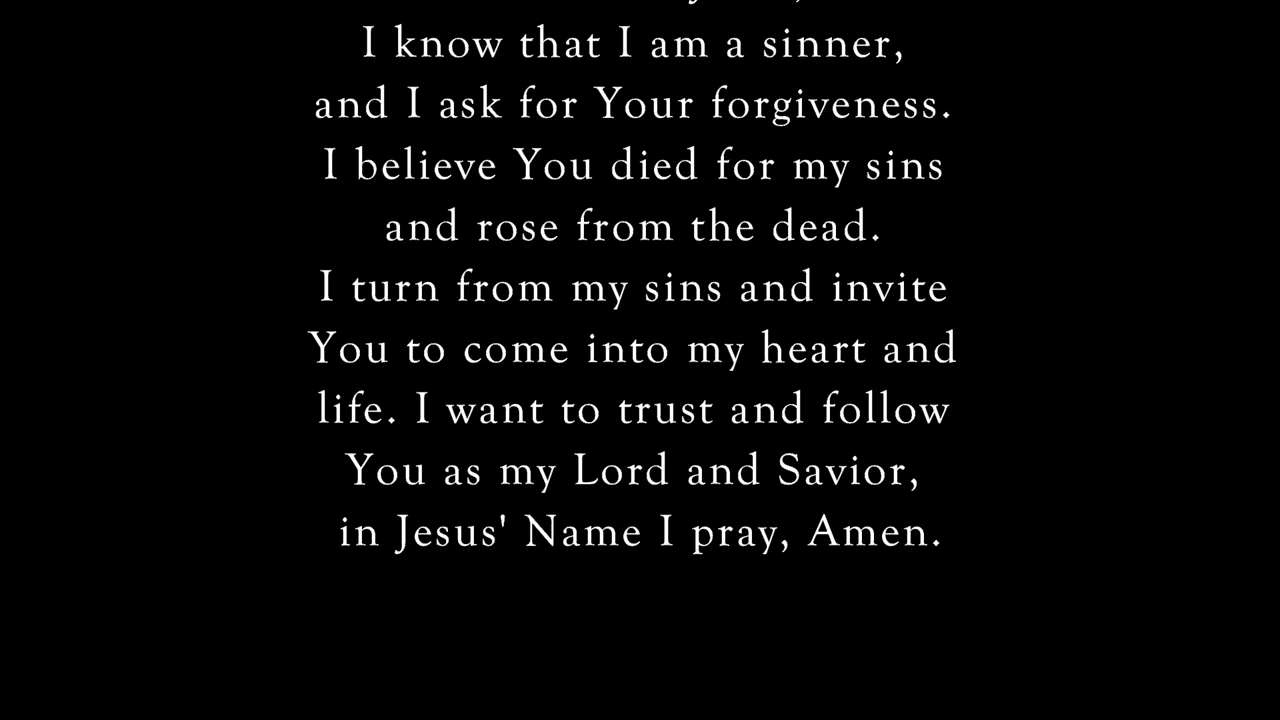 I know that I am a sinner,
and I ask for Your forgiveness.
I believe You died for my sins
and rose from the dead.
I turn from my sins and invite
You to come into my heart and
life. I want to trust and follow
You as my Lord and Savior,
in Jesus' Name I pray, Amen.